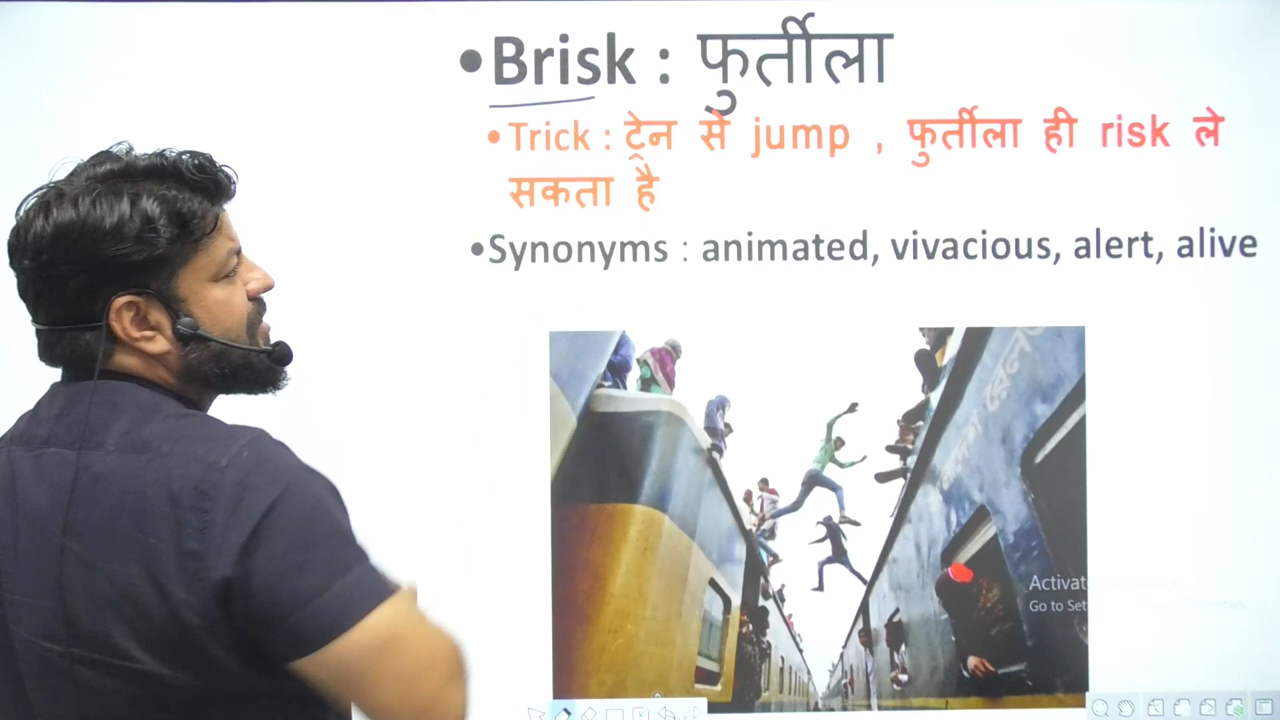 •Brisk : फुर्तीला
• Trick : ट्रेन से jump , फुर्तीला ही risk ले
सकता है
•Synonyms : animated, vivacious, alert, alive
Activat
Go to Set